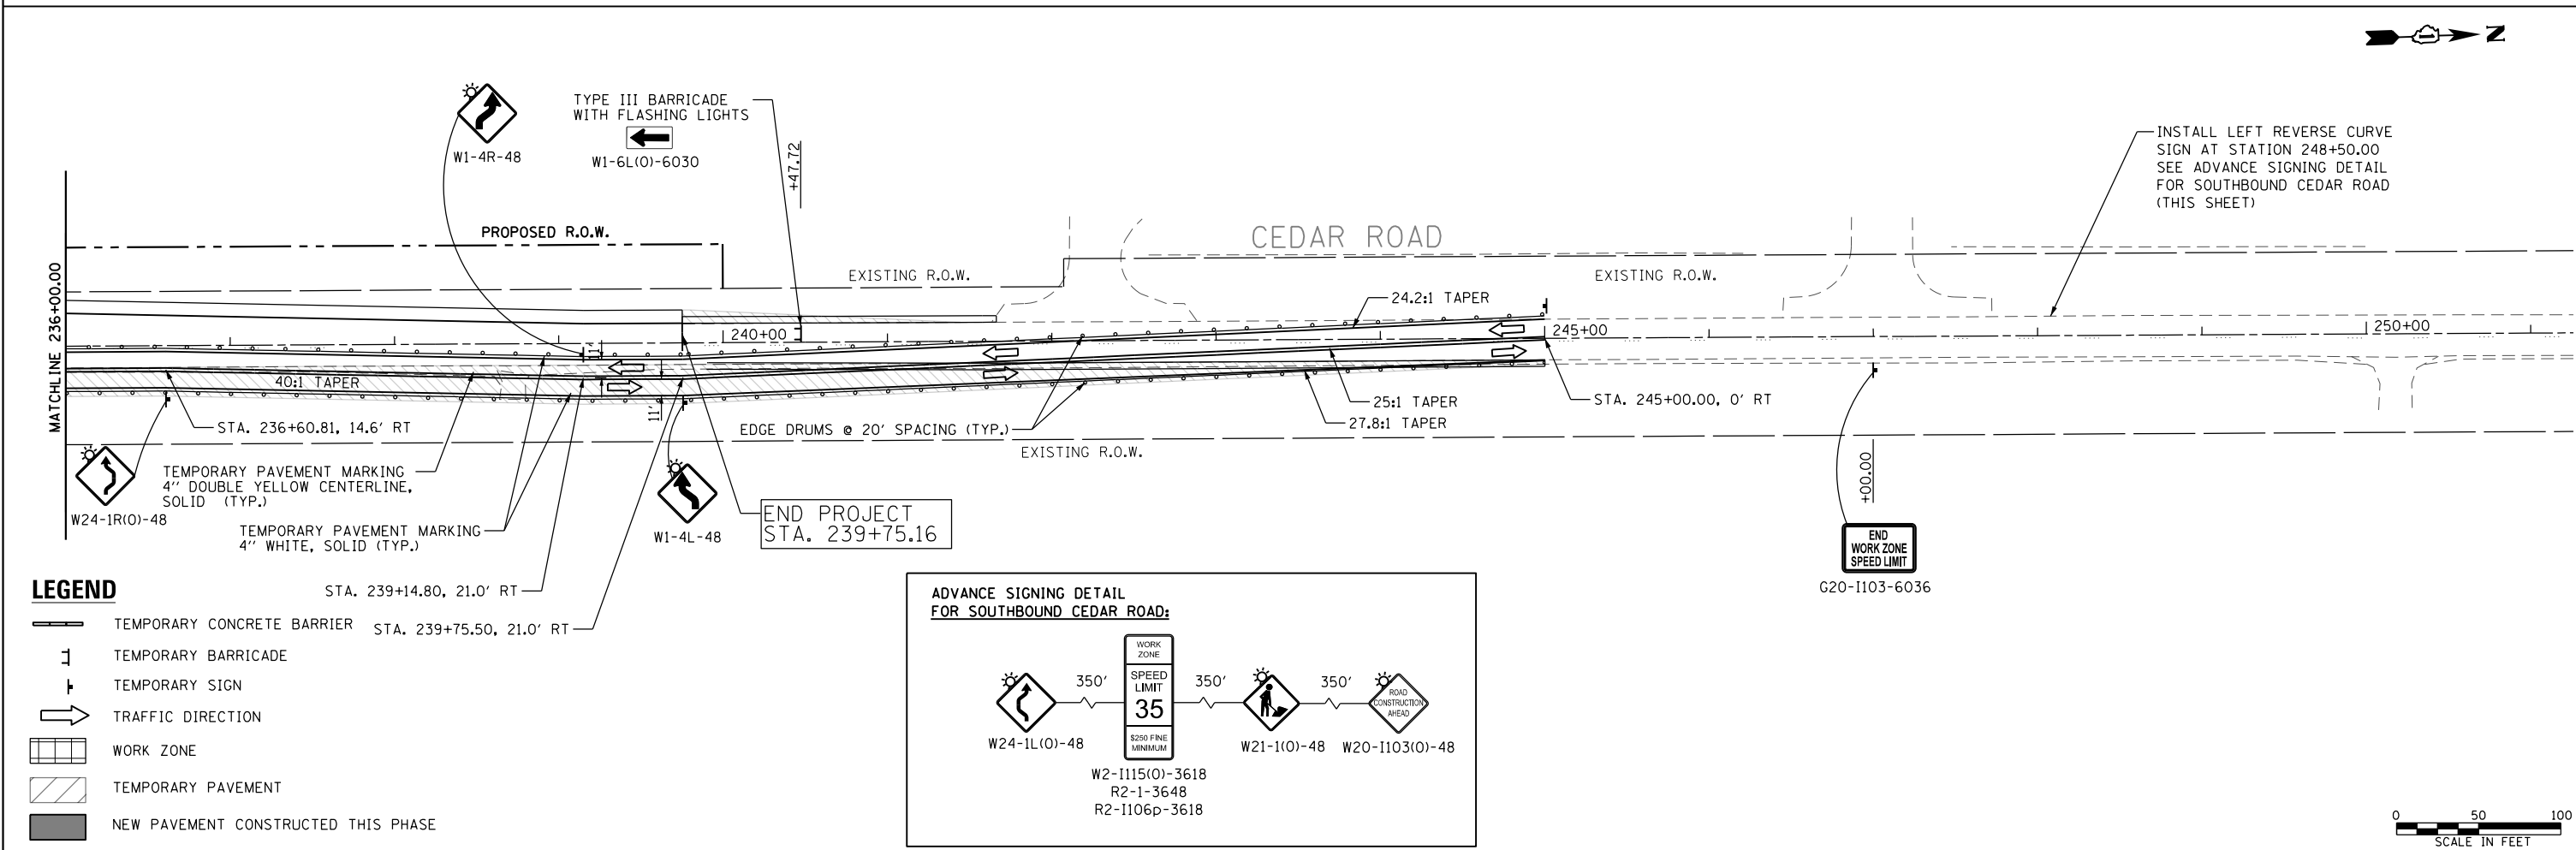 N
TYPE III BARRICADE
WITH FLASHING LIGHTS
W1-4R-48
W1-6L(O)-6030
+47.72
INSTALL LEFT REVERSE CURVE
SIGN AT STATION 248+50.00
SEE ADVANCE SIGNING DETAIL
FOR SOUTHBOUND CEDAR ROAD
(THIS SHEET)
PROPOSED R.O.W.
CEDAR ROAD
MATCHLINE 236+00.00
EXISTING R.O.W.
EXISTING R.O.W.
24.2:1 TAPER
240+00
245+00
250+00
11'
40:1 TAPER
11'
STA. 236+60.81, 14.6' RT
25:1 TAPER
STA. 245+00.00, 0' RT
27.8:1 TAPER
EDGE DRUMS @ 20' SPACING (TYP.)
EXISTING R.O.W.
TEMPORARY PAVEMENT MARKING
4" DOUBLE YELLOW CENTERLINE,
SOLID (TYP.)
W24-1R(O)-48
TEMPORARY PAVEMENT MARKING
4" WHITE, SOLID (TYP.)
W1-4L-48
END PROJECT
STA. 239+75.16
+00.00
END
WORK ZONE
SPEED LIMIT
G20-I103-6036
STA. 239+14.80, 21.0' RT
STA. 239+75.50, 21.0' RT
LEGEND
TEMPORARY CONCRETE BARRIER
TEMPORARY BARRICADE
TEMPORARY SIGN
TRAFFIC DIRECTION
WORK ZONE
TEMPORARY PAVEMENT
NEW PAVEMENT CONSTRUCTED THIS PHASE
ADVANCE SIGNING DETAIL
FOR SOUTHBOUND CEDAR ROAD:
WORK
ZONE
SPEED
LIMIT
35
$250 FINE
MINIMUM
350'
350'
350'
ROAD
CONSTRUCTION
AHEAD
W24-1L(O)-48
W21-1(O)-48
W20-I103(O)-48
W2-I115(O)-3618
R2-1-3648
R2-I106p-3618
0
50
100
SCALE IN FEET